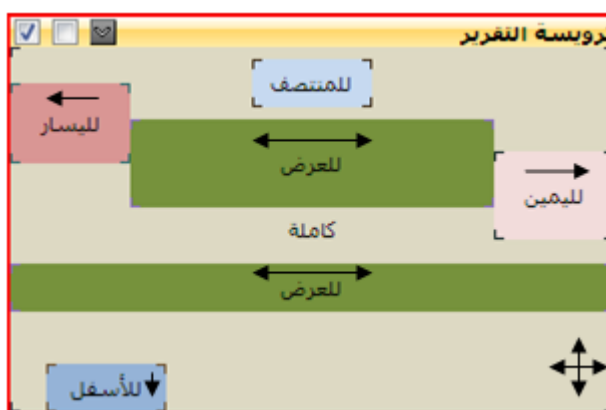 ترويسة التقرير
للمنتصف
لليسار
للعرض
لليمين
كاملة
للعرض
للأسفل